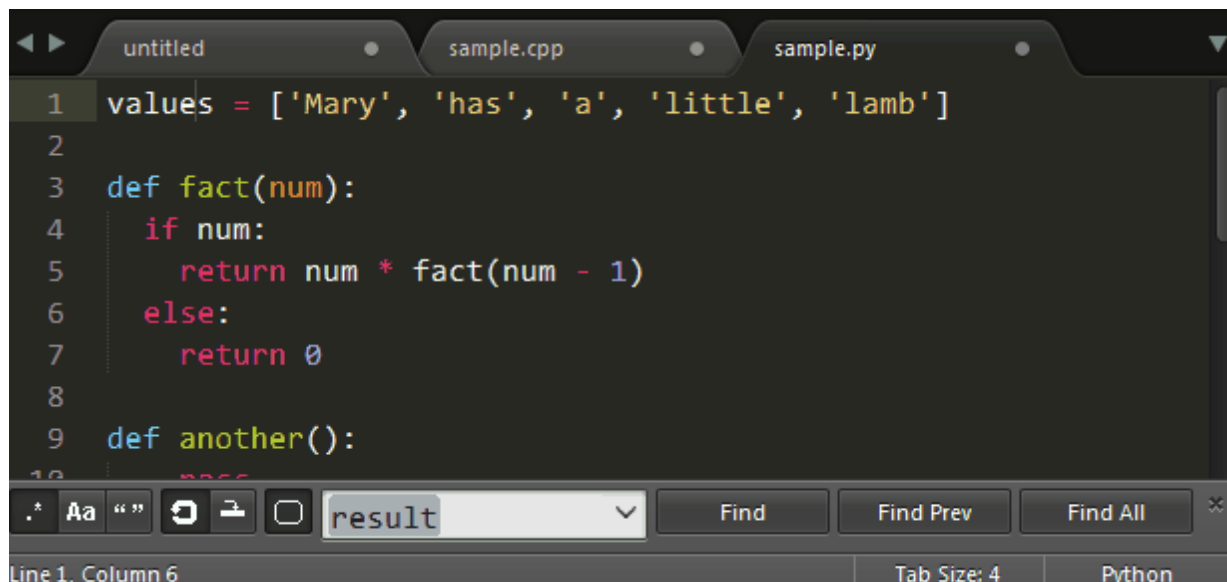 untitled sample.cpp sample.py
1 values = ['Mary', 'has', 'a', 'little', 'lamb']
2
3 def fact(num):
4   if num:
5     return num * fact(num - 1)
6   else:
7     return 0
8
9 def another():
10     pass
.* Aa “ ” result Find Find Prev Find All
Line 1, Column 6 Tab Size: 4 Python